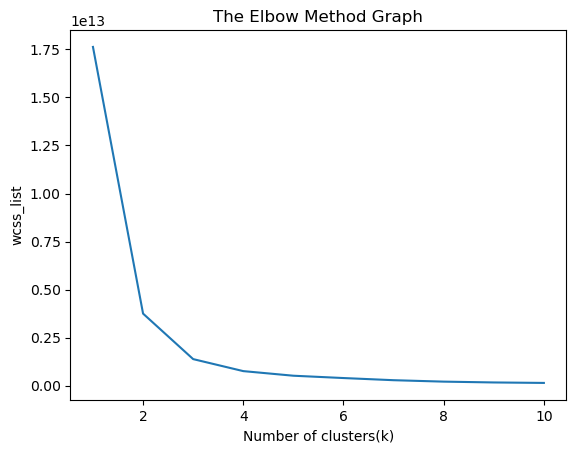 The Elbow Method Graph
1e13
1.75
1.50
1.25
1.00
0.75
0.50
0.25
0.00
wcss_list
2 4 6 8 10
Number of clusters(k)